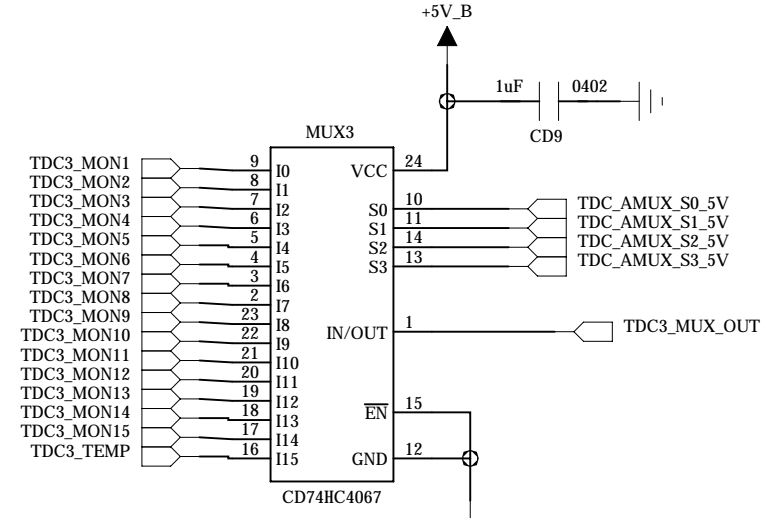 +5V_B
1uF 0402
CD9
MUX3
TDC3_MON1 9 I0 VCC 24
TDC3_MON2 8 I1
TDC3_MON3 7 I2 S0 10 TDC_AMUX_S0_5V
TDC3_MON4 6 I3 S1 11 TDC_AMUX_S1_5V
TDC3_MON5 5 I4 S2 14 TDC_AMUX_S2_5V
TDC3_MON6 4 I5 S3 13 TDC_AMUX_S3_5V
TDC3_MON7 3 I6
TDC3_MON8 2 I7
TDC3_MON9 23 I8 IN/OUT 1 TDC3_MUX_OUT
TDC3_MON10 22 I9
TDC3_MON11 21 I10
TDC3_MON12 20 I11
TDC3_MON13 19 I12 EN 15
TDC3_MON14 18 I13
TDC3_MON15 17 I14
TDC3_TEMP 16 I15 GND 12
CD74HC4067